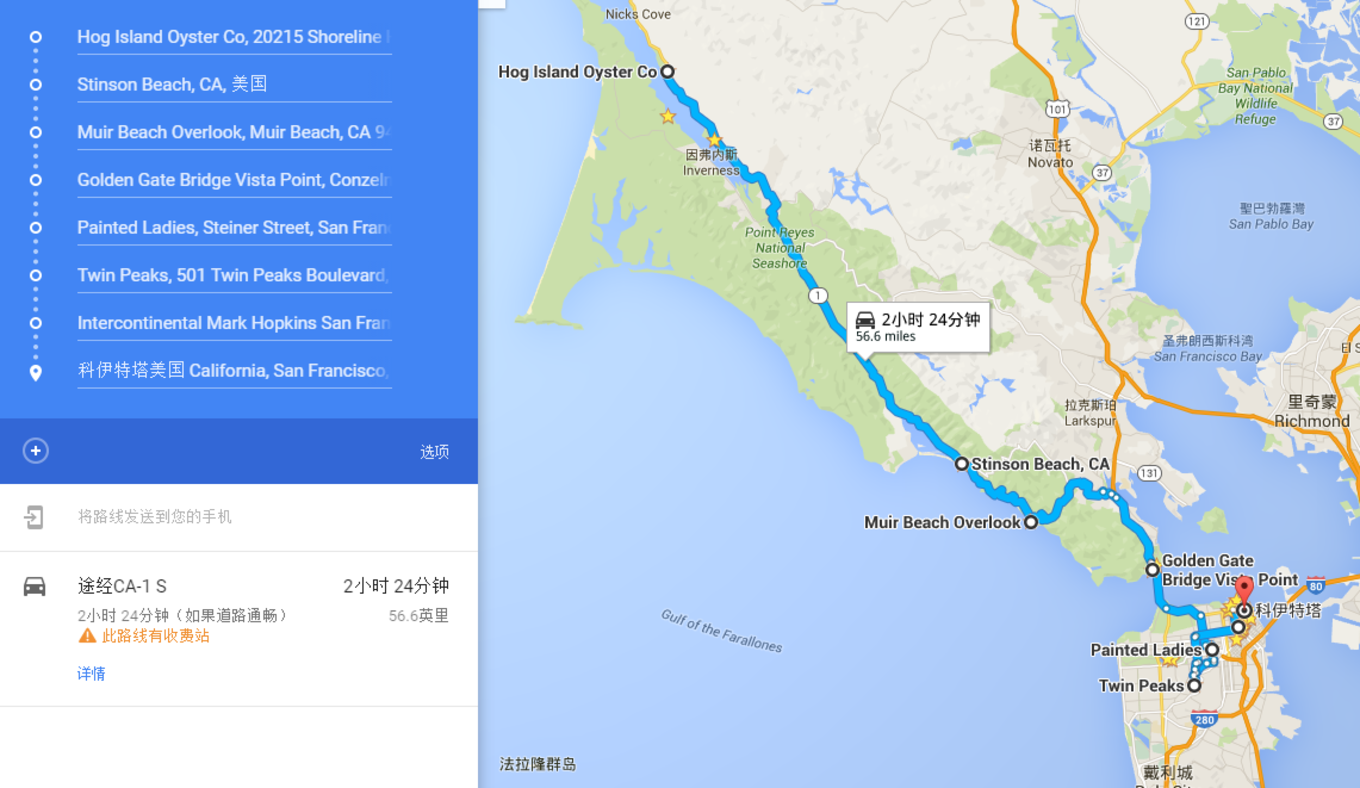 Hog Island Oyster Co, 20215 Shoreline
Stinson Beach, CA, 美国
Muir Beach Overlook, Muir Beach, CA 94
Golden Gate Bridge Vista Point, Conzel
Painted Ladies, Steiner Street, San Fran
Twin Peaks, 501 Twin Peaks Boulevard,
Intercontinental Mark Hopkins San Fran
科伊特塔美国 California, San Francisco,
选项
将路线发送到您的手机
途经CA-1 S
2小时 24分钟
2小时 24分钟（如果道路通畅）
56.6英里
此路线有收费站
详情
Nicks Cove
121
Hog Island Oyster Co
San Pablo
Bay National
Wildlife
Refuge
101
37
诺瓦托
Novato
因弗内斯
Inverness
37
聖巴勃羅灣
San Pablo Bay
Point Reyes
National
Seashore
1
2小时 24分钟
56.6 miles
圣弗朗西斯科湾
San Francisco Bay
El S
里奇蒙
Richmond
拉克斯珀
Larkspur
Stinson Beach, CA
131
Muir Beach Overlook
Golden Gate
Bridge Vista Point
80
科伊特塔
Gulf of the Farallones
Painted Ladies
Twin Peaks
280
法拉隆群岛
戴利城